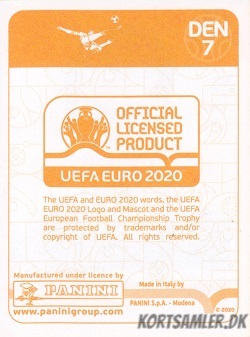 DEN
7
OFFICIAL
LICENSED
PRODUCT
UEFA EURO 2020
The UEFA and EURO 2020 words, the UEFA
EURO 2020 Logo and Mascot and the UEFA
European Football Championship Trophy
are protected by trademarks and/or
copyright of UEFA. All rights reserved.
Manufactured under licence by
PANINI
www.paninigroup.com
Made in Italy by
PANINI S.p.A. - Modena
© 2020
KORTSAMLER.DK